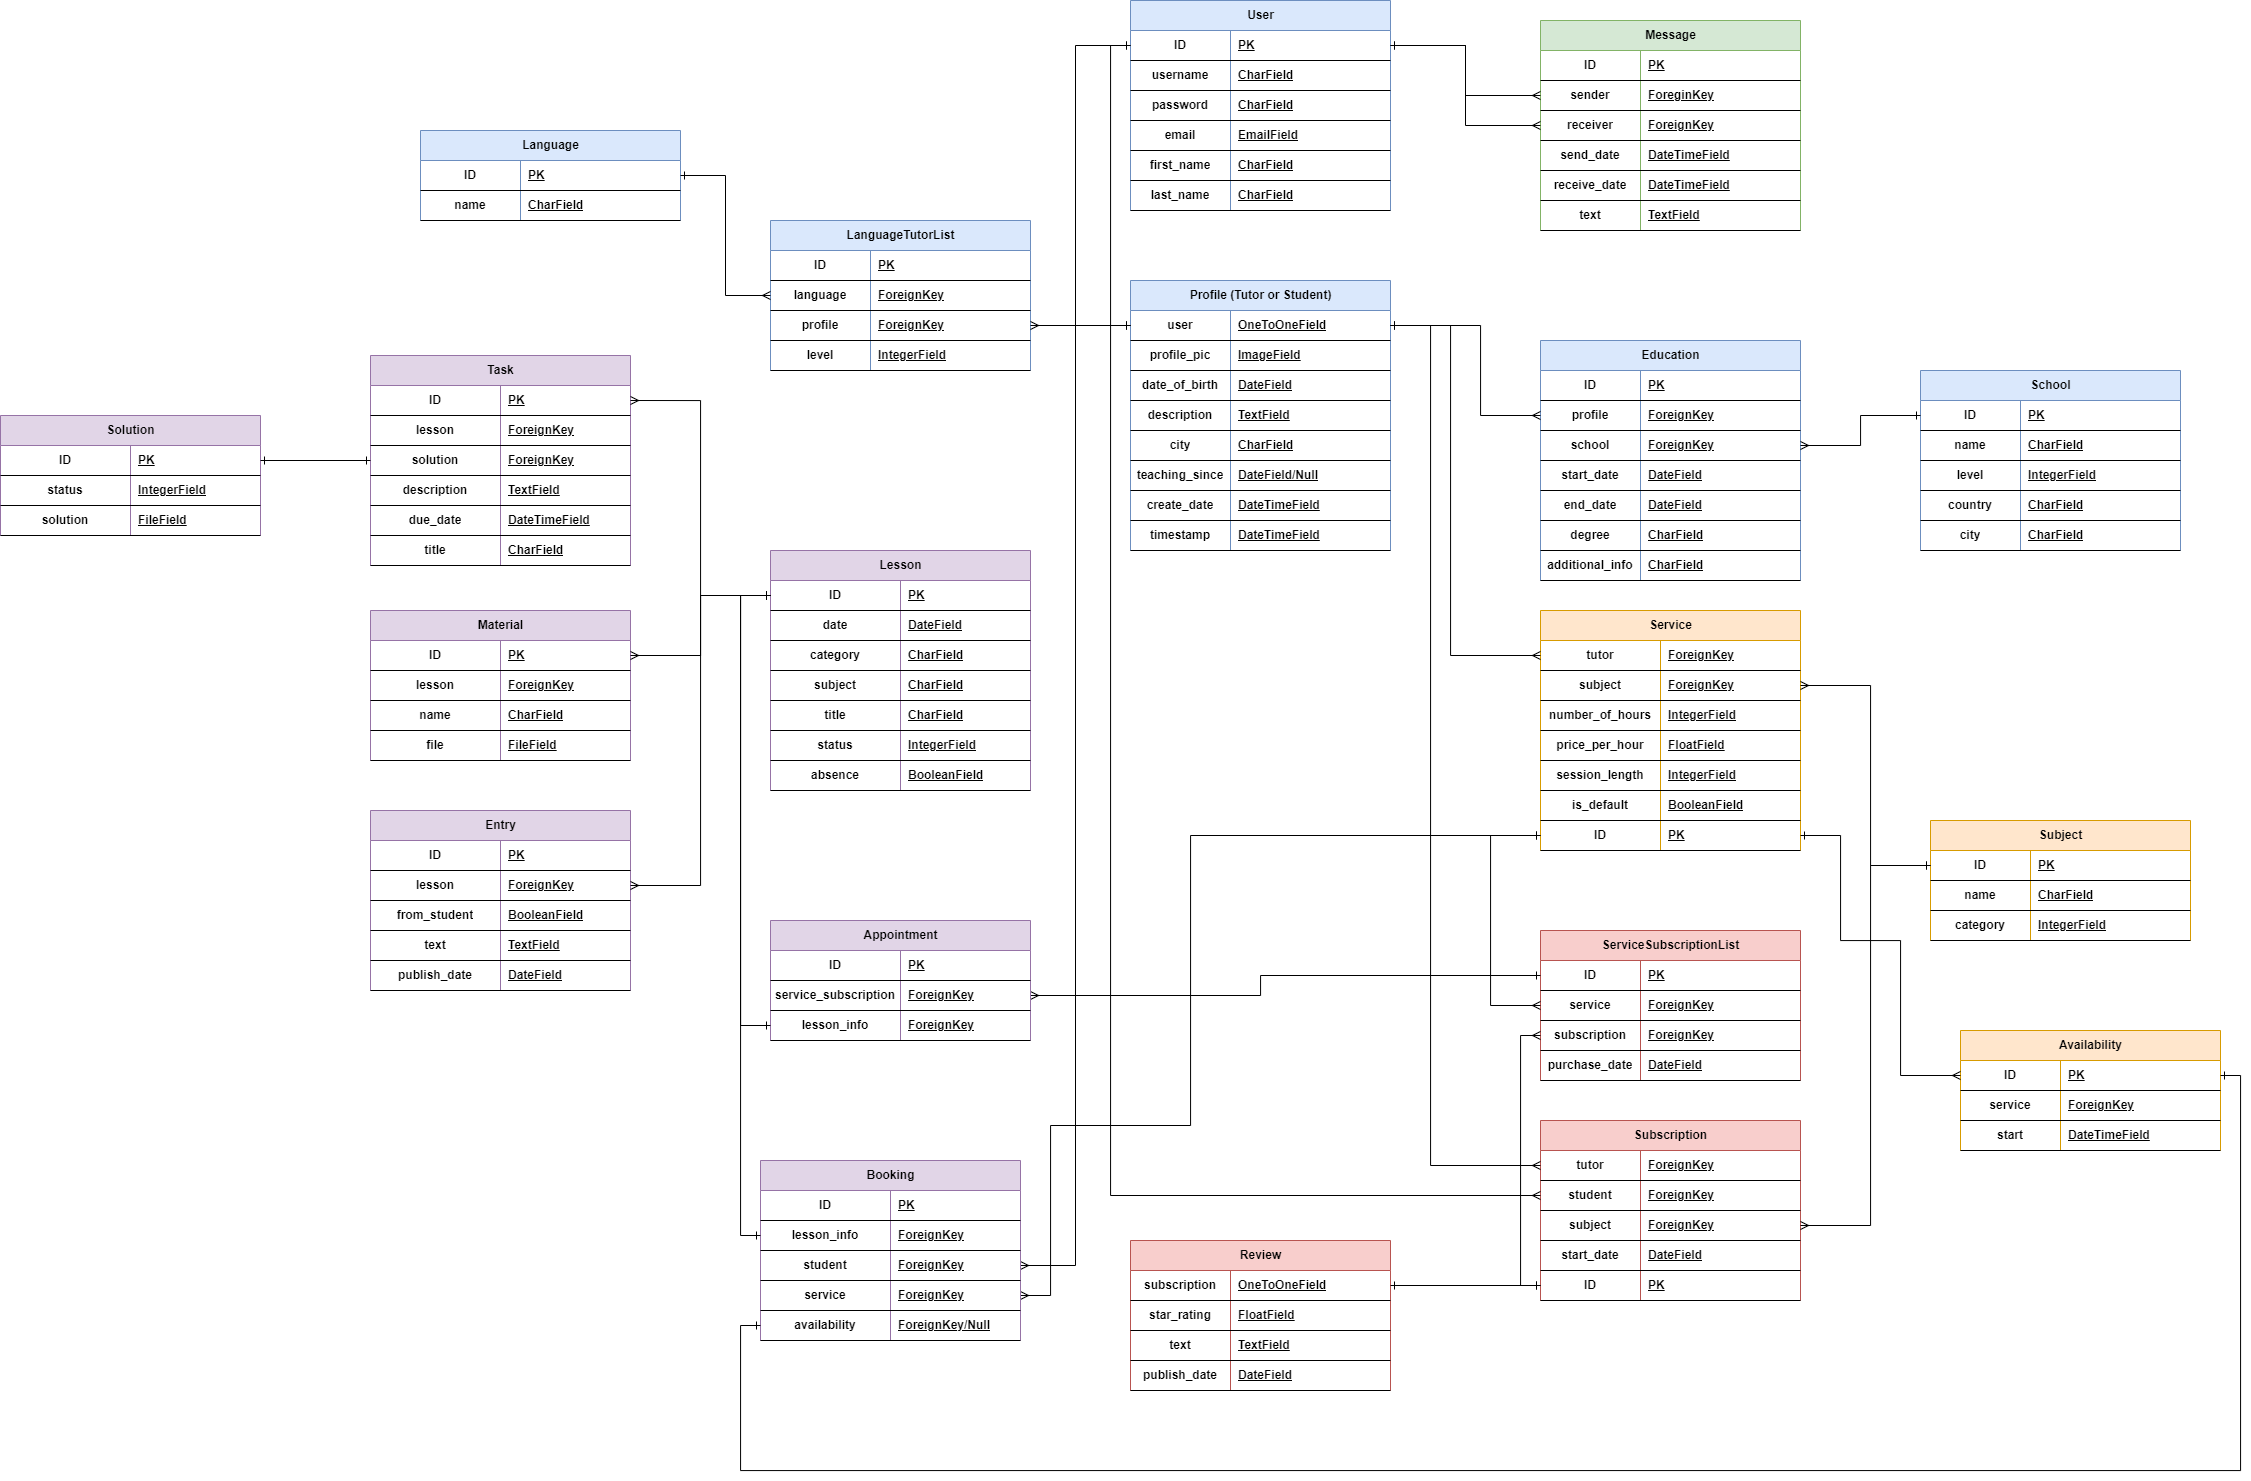 User
ID PK
username CharField
password CharField
email EmailField
first_name CharField
last_name CharField
Message
ID PK
sender ForeginKey
receiver ForeignKey
send_date DateTimeField
receive_date DateTimeField
text TextField
Language
ID PK
name CharField
LanguageTutorList
ID PK
language ForeignKey
profile ForeignKey
level IntegerField
Profile (Tutor or Student)
user OneToOneField
profile_pic ImageField
date_of_birth DateField
description TextField
city CharField
teaching_since DateField/Null
create_date DateTimeField
timestamp DateTimeField
Education
ID PK
profile ForeignKey
school ForeignKey
start_date DateField
end_date DateField
degree CharField
additional_info CharField
School
ID PK
name CharField
level IntegerField
country CharField
city CharField
Solution
ID PK
status IntegerField
solution FileField
Task
ID PK
lesson ForeignKey
solution ForeignKey
description TextField
due_date DateTimeField
title CharField
Material
ID PK
lesson ForeignKey
name CharField
file FileField
Entry
ID PK
lesson ForeignKey
from_student BooleanField
text TextField
publish_date DateField
Lesson
ID PK
date DateField
category CharField
subject CharField
title CharField
status IntegerField
absence BooleanField
Service
tutor ForeignKey
subject ForeignKey
number_of_hours IntegerField
price_per_hour FloatField
session_length IntegerField
is_default BooleanField
ID PK
Subject
ID PK
name CharField
category IntegerField
Appointment
ID PK
service_subscription ForeignKey
lesson_info ForeignKey
ServiceSubscriptionList
ID PK
service ForeignKey
subscription ForeignKey
purchase_date DateField
Availability
ID PK
service ForeignKey
start DateTimeField
Booking
ID PK
lesson_info ForeignKey
student ForeignKey
service ForeignKey
availability ForeignKey/Null
Subscription
tutor ForeignKey
student ForeignKey
subject ForeignKey
start_date DateField
ID PK
Review
subscription OneToOneField
star_rating FloatField
text TextField
publish_date DateField